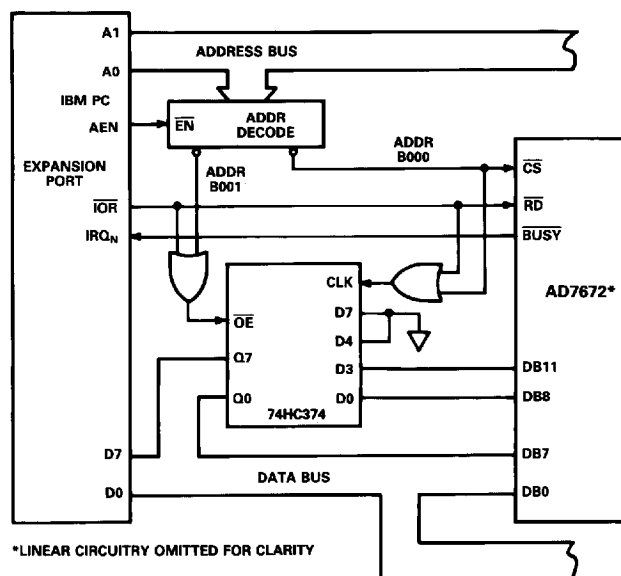 A1
ADDRESS BUS
A0
IBM PC
AEN
EN
ADDR
DECODE
ADDR
B000
EXPANSION
PORT
ADDR
B001
CS
IOR
RD
IRQN
BUSY
CLK
AD7672*
D7
OE
D4
Q7
D3
DB11
Q0
D0
DB8
74HC374
D7
DB7
DATA BUS
D0
DB0
*LINEAR CIRCUITRY OMITTED FOR CLARITY